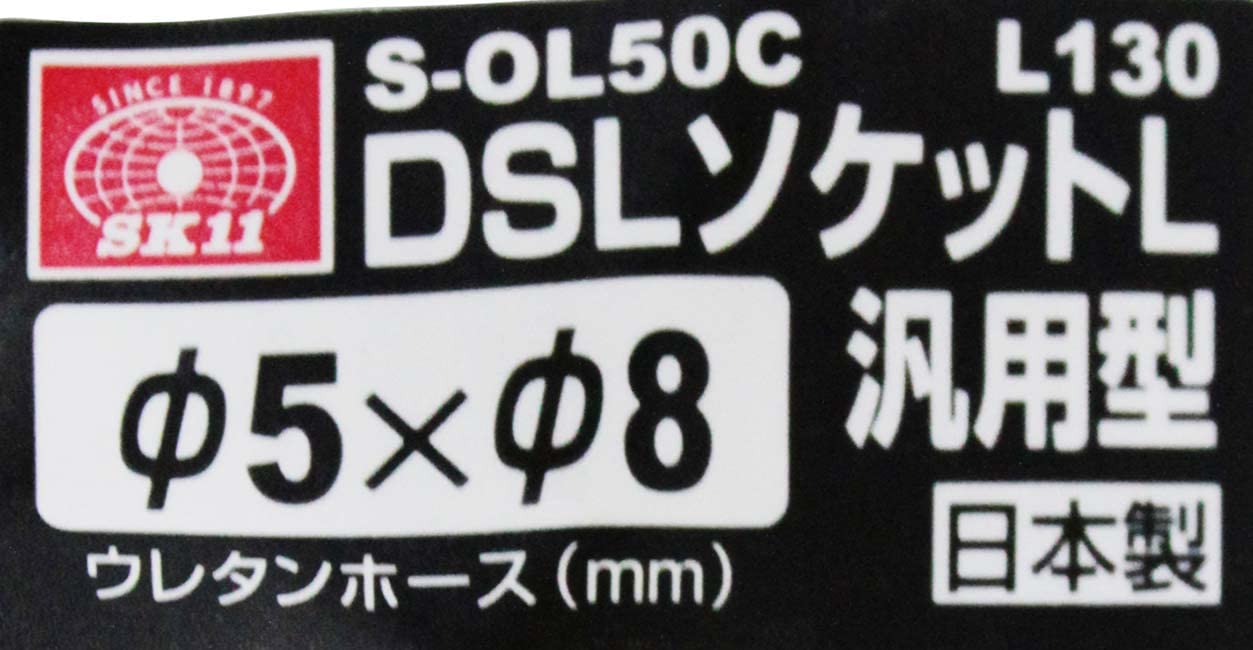 SINCE 1897
SK11
S-OL50C L130
DSLソケットL
φ5×φ8
汎用型
ウレタンホース(mm)
日本製